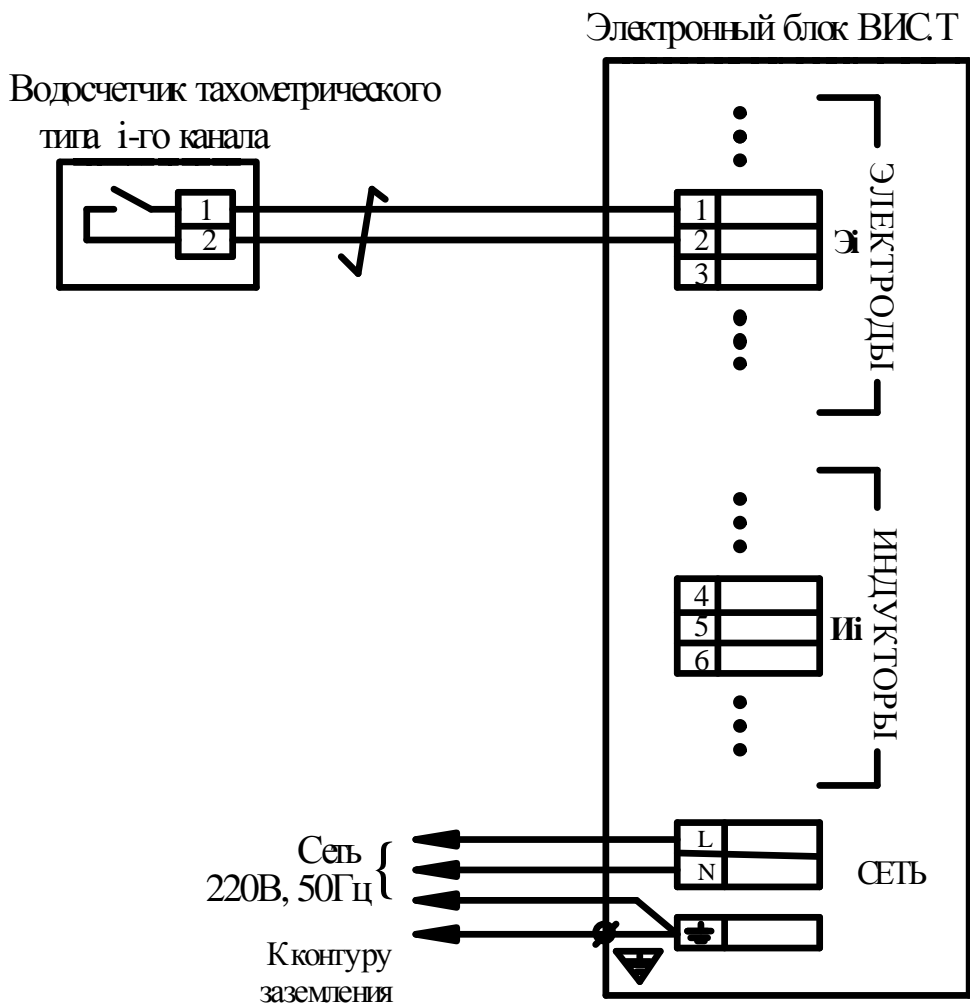 Электронный блок ВИС.Т
Водосчетчик тахометрического
типа i-го канала
1
2
1
2
3
Эi
ЭЛЕКТРОДЫ
4
5
6
Иi
ИНДУКТОРЫ
L
N
СЕТЬ
Сеть
220В, 50Гц
К контуру
заземления